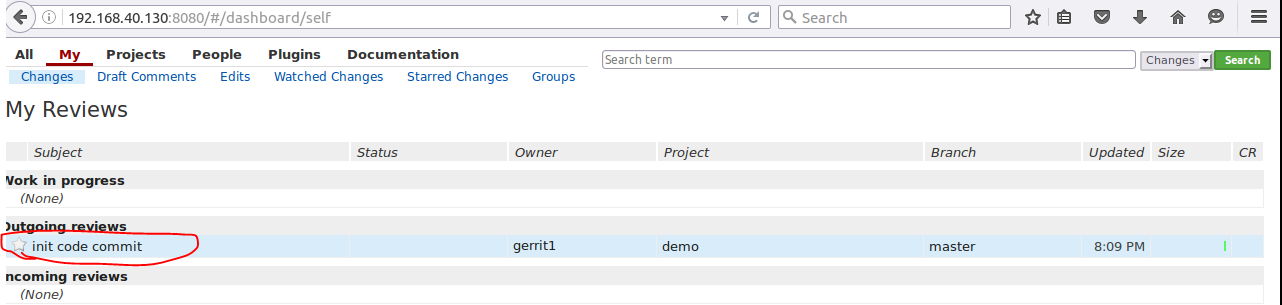 192.168.40.130:8080/#/dashboard/self Search
All My Projects People Plugins Documentation Search term Changes Search
Changes Draft Comments Edits Watched Changes Starred Changes Groups
My Reviews
Subject Status Owner Project Branch Updated Size CR
Work in progress
(None)
Outgoing reviews
init code commit gerrit1 demo master 8:09 PM
Incoming reviews
(None)